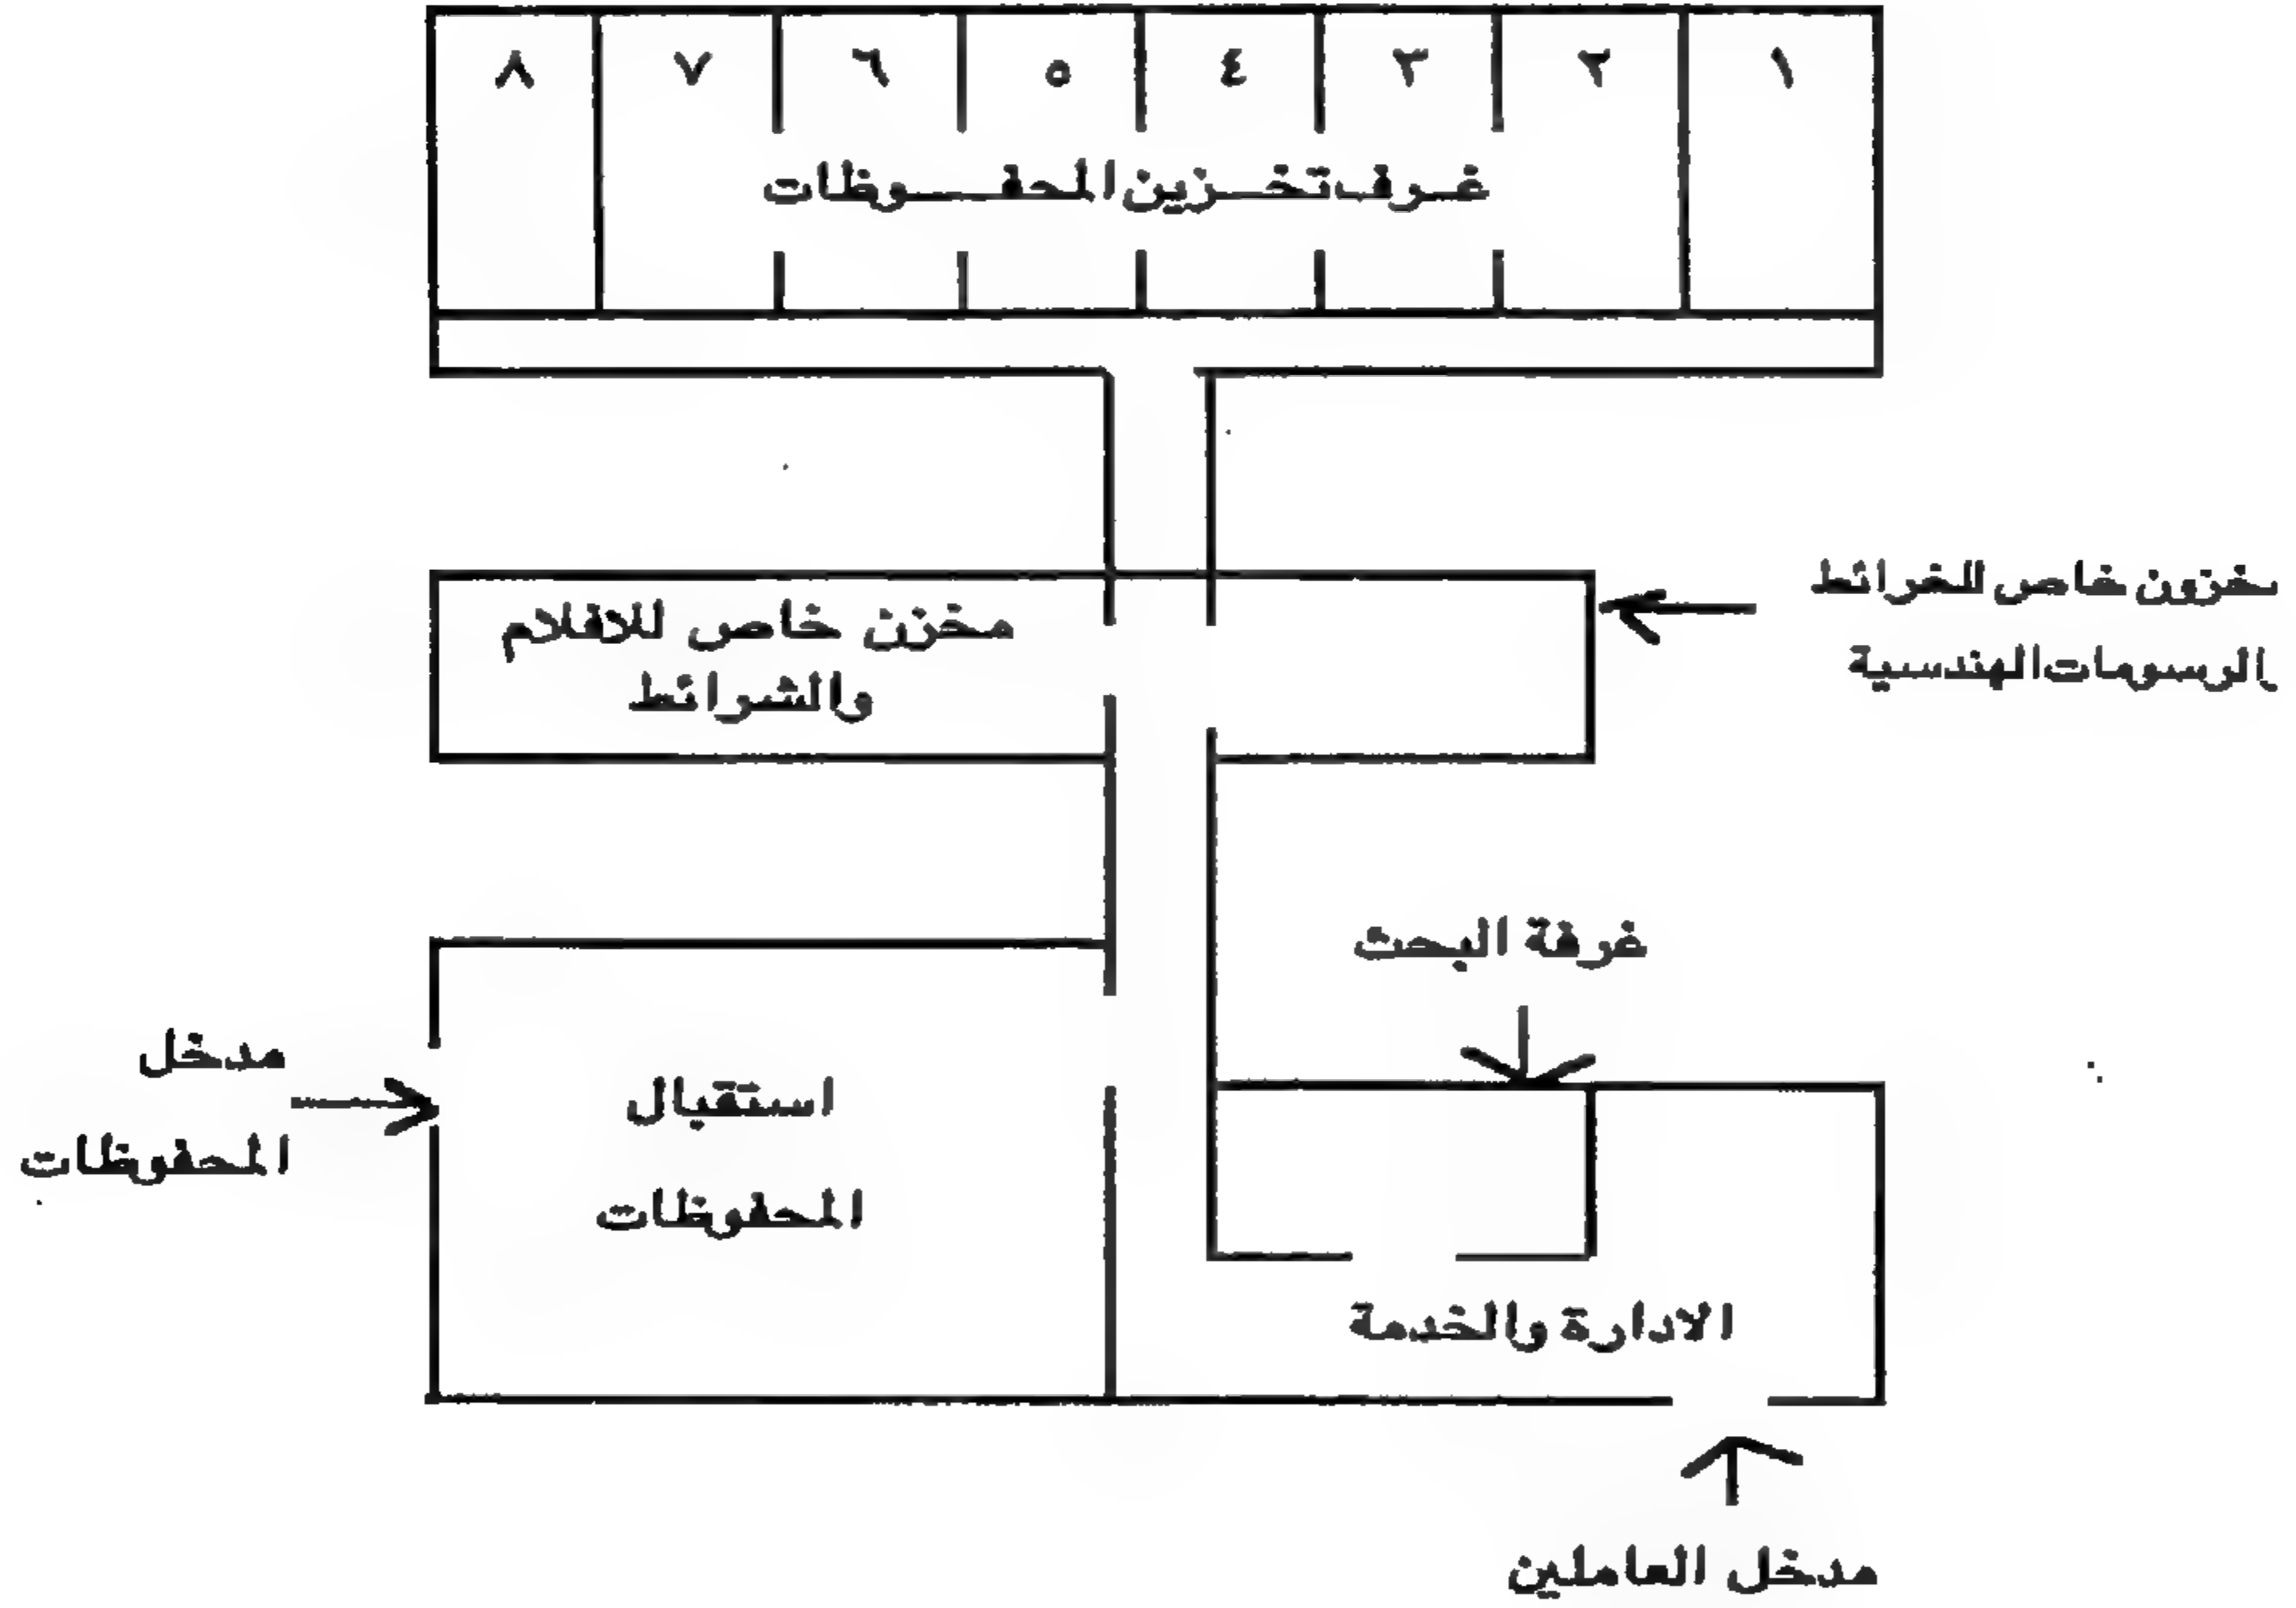 ١ ٢ ٣ ٤ ٥ ٦ ٧ ٨
غرف تخزين المحفوظات
مخزن خاص للافلام
والشرائط
خاص للخرائط
الرسومات الهندسية
غرفة البحث
مدخل
المحفوظات
استقبال
المحفوظات
الادارة والخدمة
مدخل العاملين